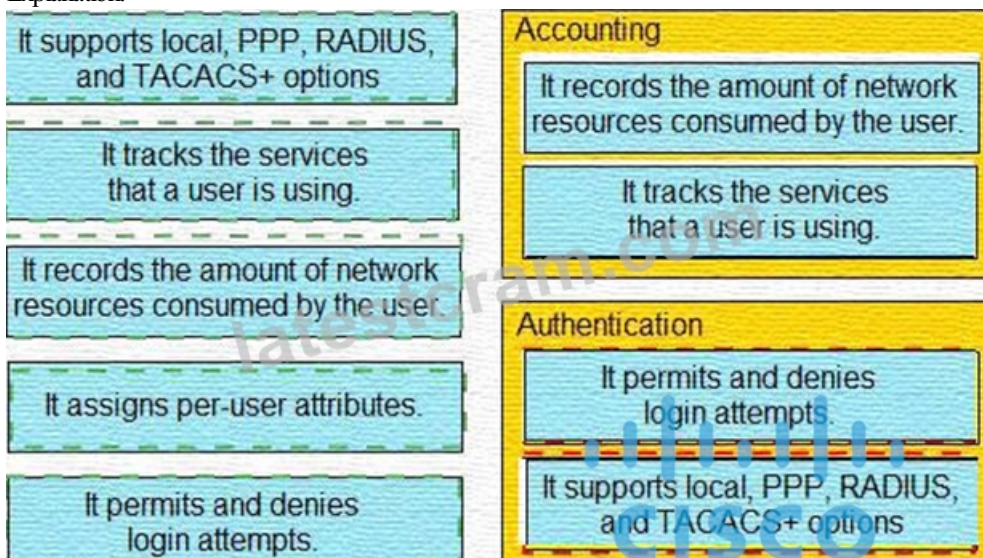 Explanation:
It supports local, PPP, RADIUS,
and TACACS+ options
It tracks the services
that a user is using.
It records the amount of network
resources consumed by the user.
It assigns per-user attributes.
It permits and denies
login attempts.
Accounting
It records the amount of network
resources consumed by the user.
It tracks the services
that a user is using.
Authentication
It permits and denies
login attempts.
It supports local, PPP, RADIUS,
and TACACS+ options
latestcram.com
CISCO